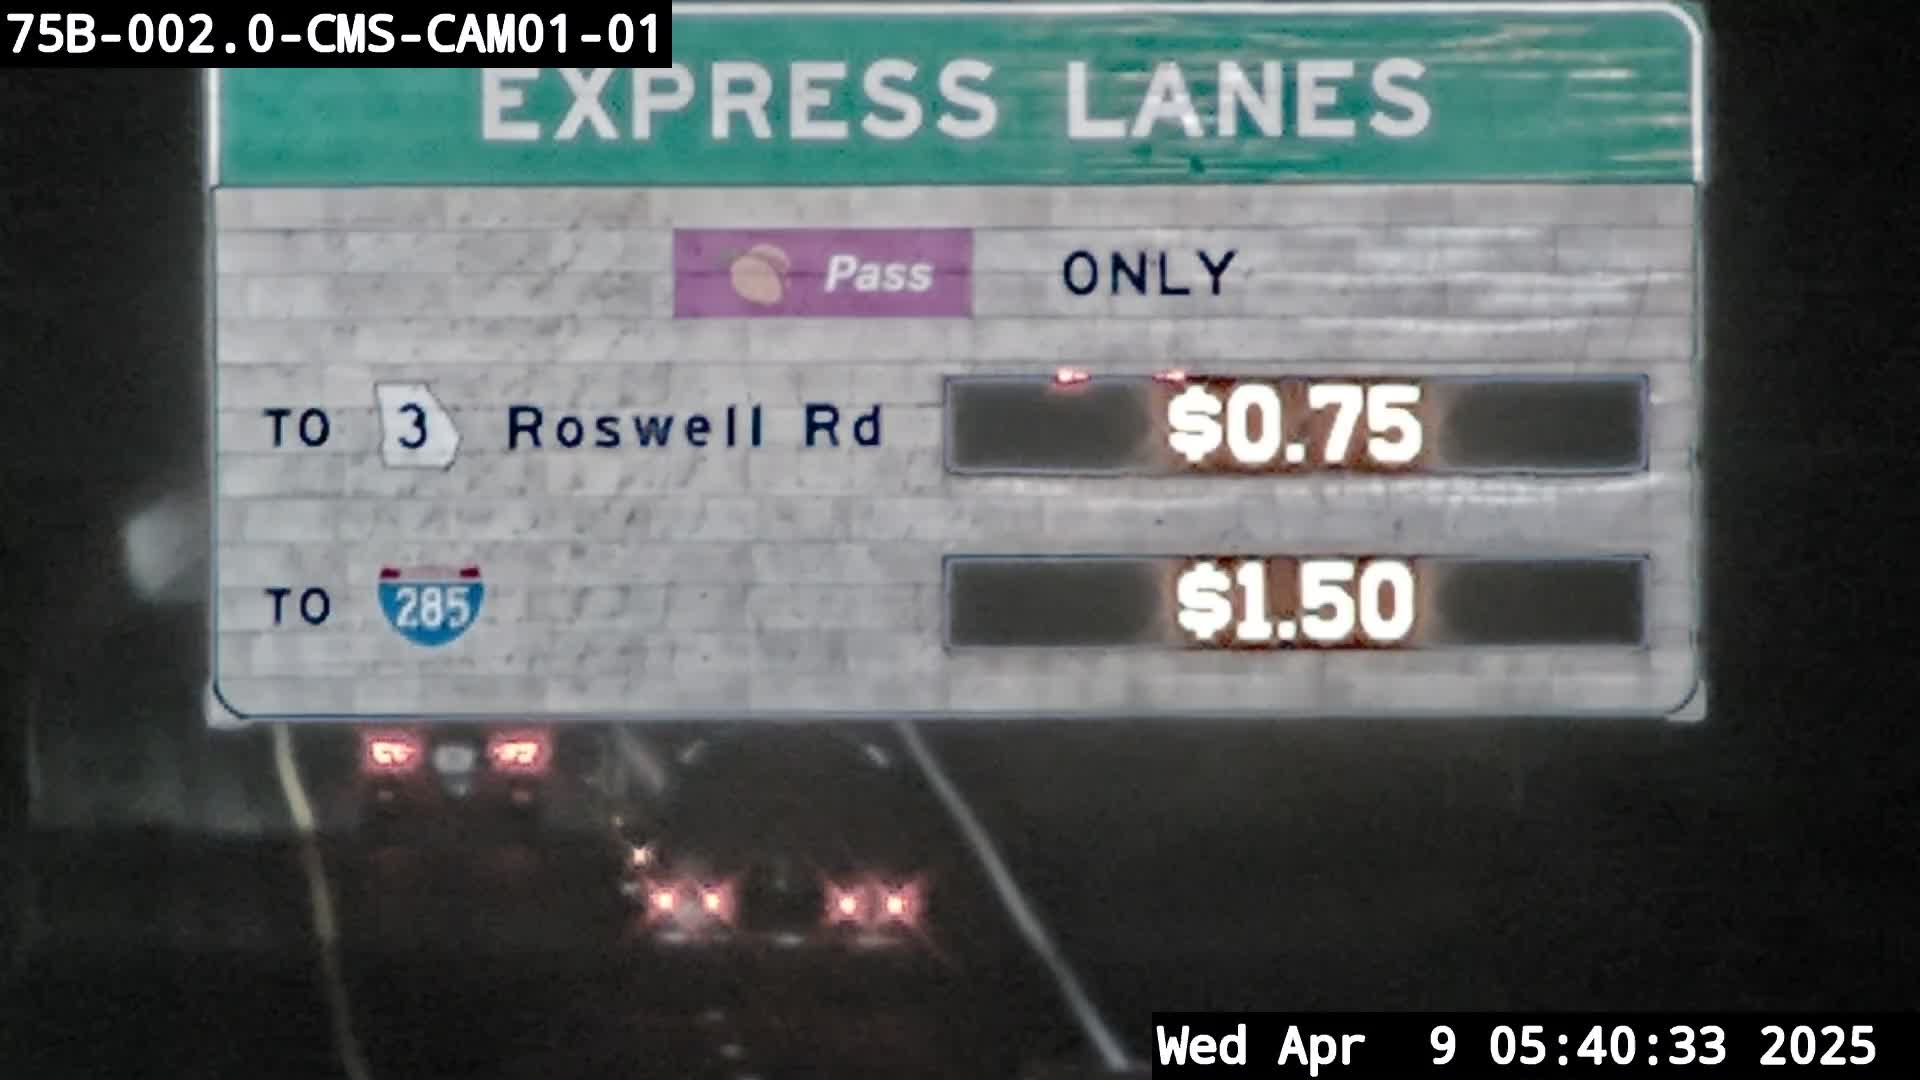 75B-002.0-CMS-CAM01-01
EXPRESS LANES
Pass ONLY
TO 3 Roswell Rd $0.75
TO 285 $1.50
Wed Apr 9 05:40:33 2025